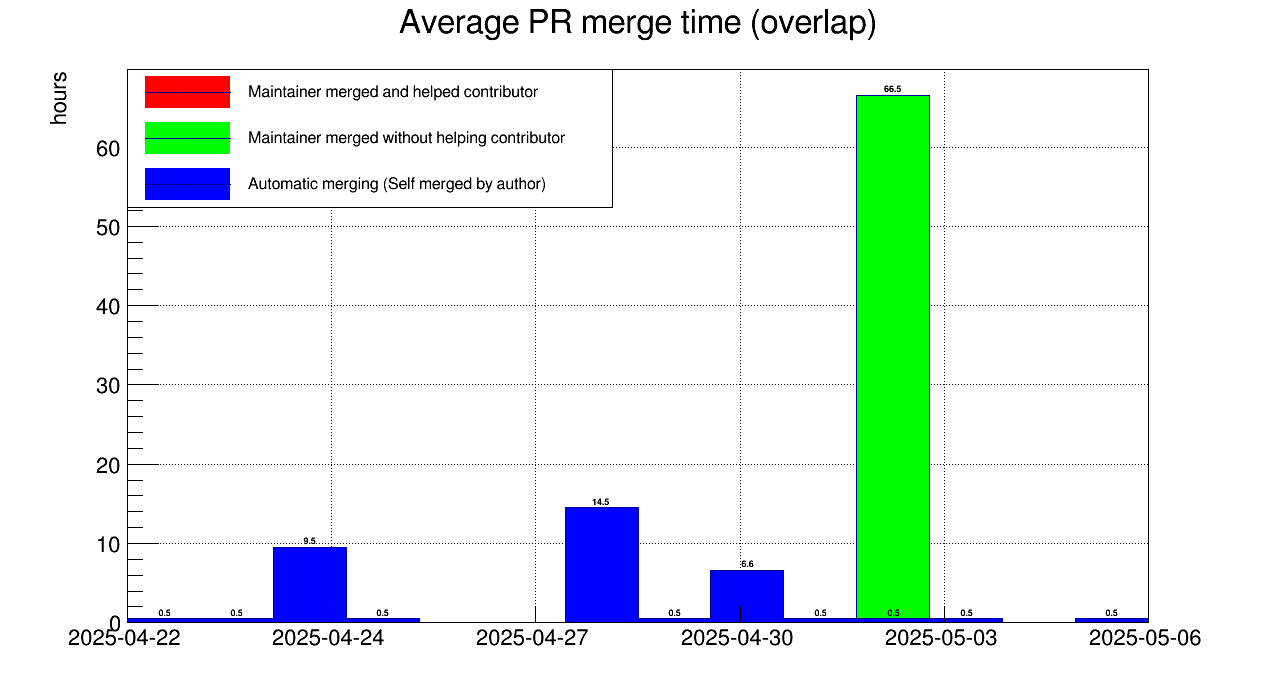 Average PR merge time (overlap)
hours
Maintainer merged and helped contributor
Maintainer merged without helping contributor
Automatic merging (Self merged by author)
60
50
40
30
20
10
0
66.5
14.5
9.5
6.6
0.5 0.5 0.5 0.5 0.5 0.5 0.5 0.5
2025-04-22 2025-04-24 2025-04-27 2025-04-30 2025-05-03 2025-05-06